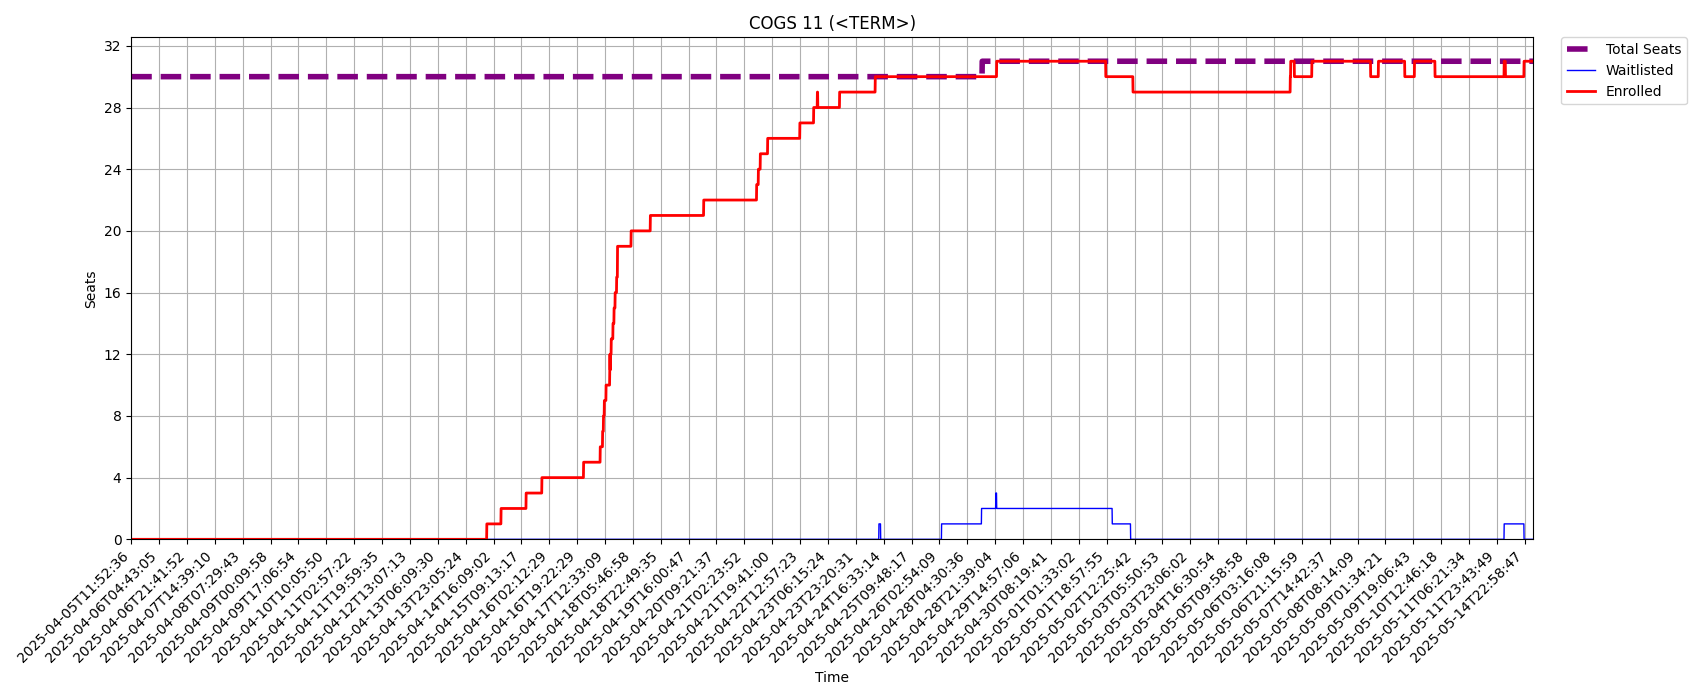 COGS 11 (<TERM>)
Total Seats
Waitlisted
Enrolled
Seats
32
28
24
20
16
12
8
4
0
2025-04-05T11:52:36
2025-04-06T04:43:05
2025-04-06T21:41:52
2025-04-07T14:39:10
2025-04-08T07:29:43
2025-04-09T00:09:58
2025-04-09T17:06:54
2025-04-10T10:05:50
2025-04-11T02:57:22
2025-04-11T19:59:35
2025-04-12T13:07:13
2025-04-13T06:09:30
2025-04-13T23:05:24
2025-04-14T16:09:02
2025-04-15T09:13:17
2025-04-16T02:12:29
2025-04-16T19:22:29
2025-04-17T12:33:09
2025-04-18T05:46:58
2025-04-18T22:49:35
2025-04-19T16:00:47
2025-04-20T09:21:37
2025-04-21T02:23:52
2025-04-21T19:41:00
2025-04-22T12:57:23
2025-04-23T06:15:24
2025-04-23T23:20:31
2025-04-24T16:33:14
2025-04-25T09:48:17
2025-04-26T02:54:09
2025-04-28T04:30:36
2025-04-28T21:39:04
2025-04-29T14:57:06
2025-04-30T08:19:41
2025-05-01T01:33:02
2025-05-01T18:57:55
2025-05-02T12:25:42
2025-05-03T05:50:53
2025-05-03T23:06:02
2025-05-04T16:30:54
2025-05-05T09:58:58
2025-05-06T03:16:08
2025-05-06T21:15:59
2025-05-07T14:42:37
2025-05-08T08:14:09
2025-05-09T01:34:21
2025-05-09T19:06:43
2025-05-10T12:46:18
2025-05-11T06:21:34
2025-05-11T23:43:49
2025-05-14T22:58:47
Time